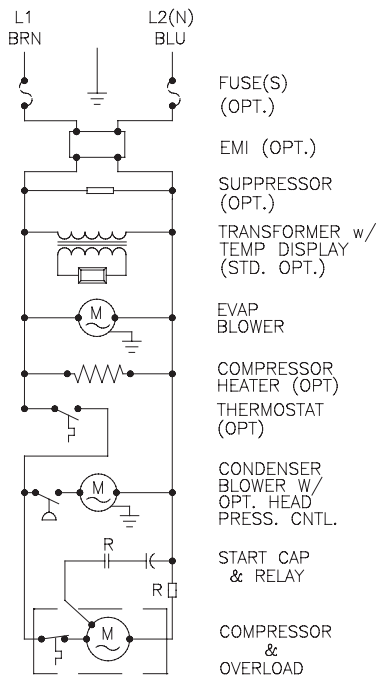 L1
BRN
L2(N)
BLU
FUSE(S)
(OPT.)
EMI (OPT.)
SUPPRESSOR
(OPT.)
TRANSFORMER w/
TEMP DISPLAY
(STD. OPT.)
M
EVAP
BLOWER
COMPRESSOR
HEATER (OPT)
THERMOSTAT
(OPT)
M
CONDENSER
BLOWER W/
OPT. HEAD
PRESS. CNTL.
R
START CAP
& RELAY
R
M
COMPRESSOR
&
OVERLOAD